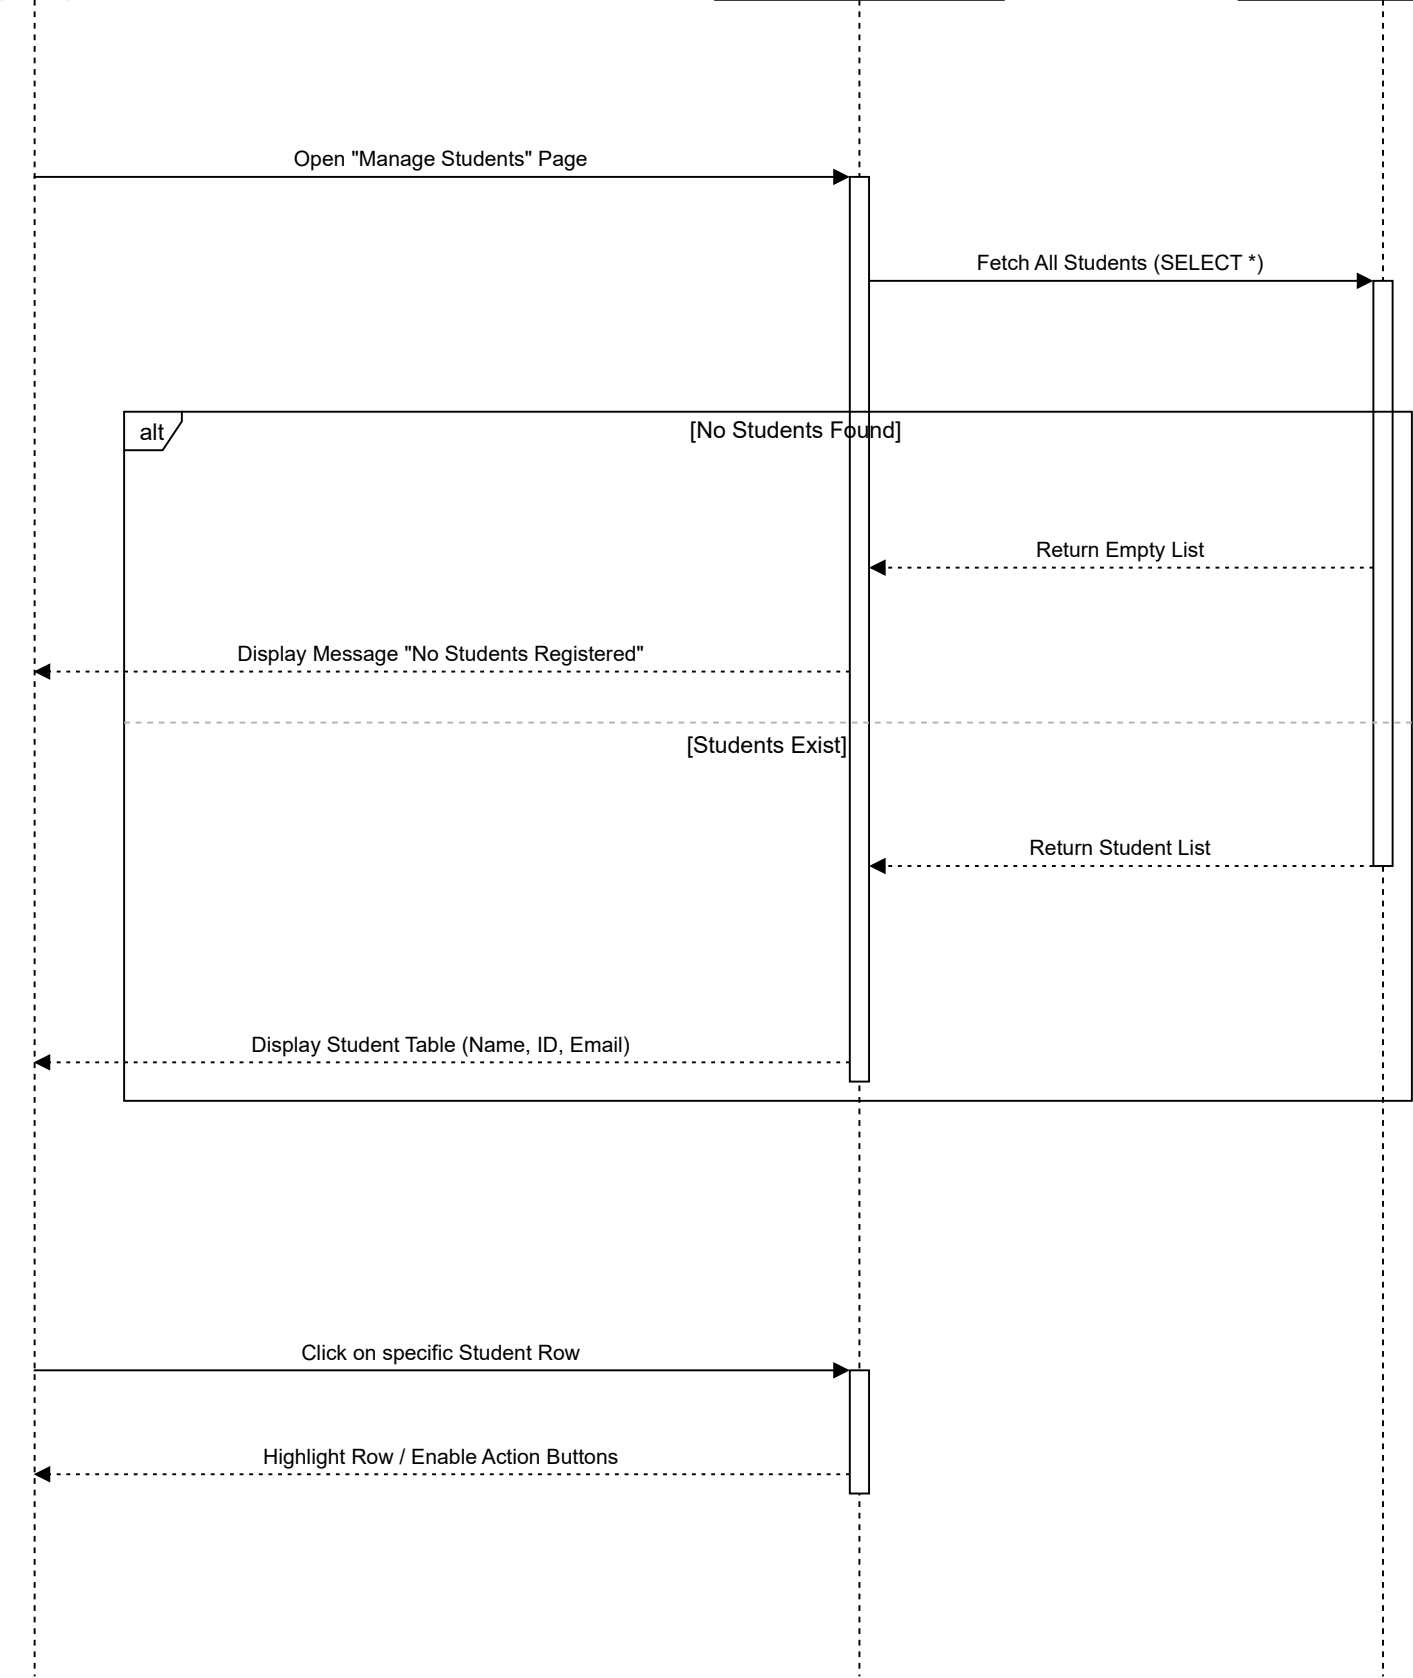 Open "Manage Students" Page
Fetch All Students (SELECT *)
alt
[No Students Found]
Return Empty List
Display Message "No Students Registered"
[Students Exist]
Return Student List
Display Student Table (Name, ID, Email)
Click on specific Student Row
Highlight Row / Enable Action Buttons